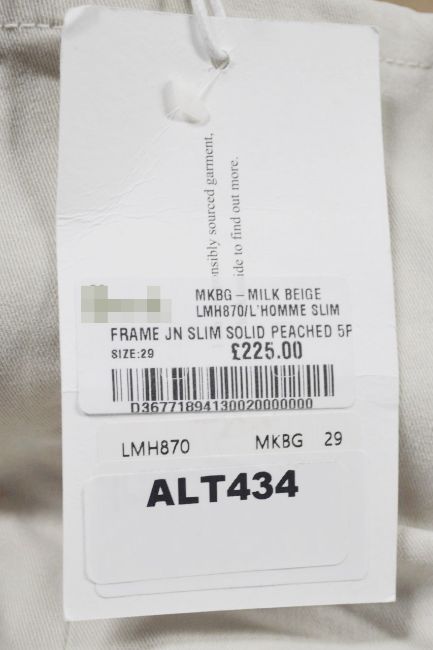 nsibly sourced garment,
ide to find out more.
MKBG – MILK BEIGE
LMH870/L'HOMME SLIM
FRAME JN SLIM SOLID PEACHED 5P
SIZE:29 £225.00
D36771894130020000000
LMH870 MKBG 29
ALT434